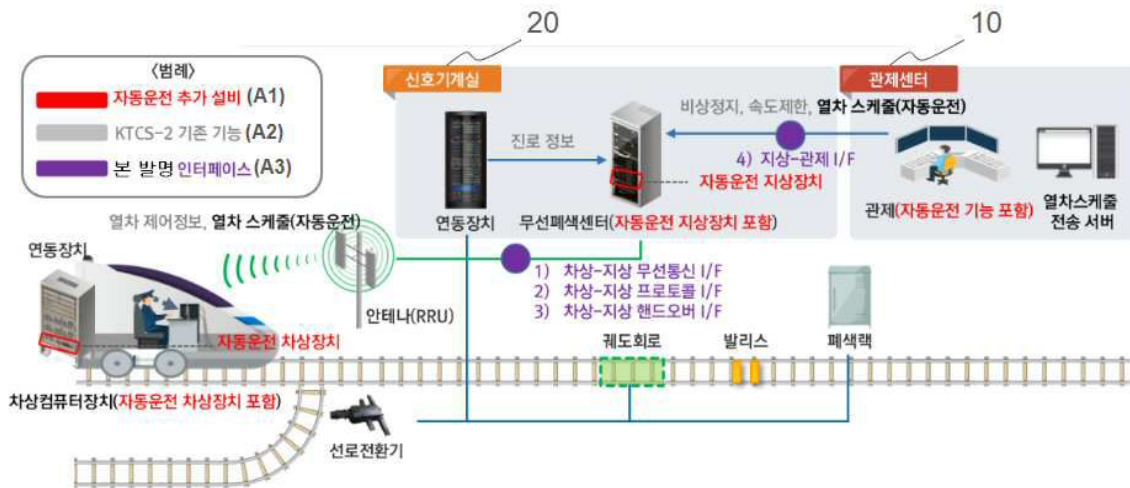 20
10
〈범례〉
자동운전 추가 설비 (A1)
KTCS-2 기존 기능 (A2)
본 발명 인터페이스 (A3)
신호기계실
관제센터
비상정지, 속도제한, 열차 스케줄(자동운전)
진로 정보
4) 지상-관제 I/F
자동운전 지상장치
연동장치
무선폐색센터(자동운전 지상장치 포함)
관제(자동운전 기능 포함)
열차스케줄
전송 서버
열차 제어정보, 열차 스케줄(자동운전)
연동장치
1) 차상-지상 무선통신 I/F
2) 차상-지상 프로토콜 I/F
3) 차상-지상 핸드오버 I/F
안테나(RRU)
자동운전 차상장치
궤도회로
발리스
폐색랙
차상컴퓨터장치(자동운전 차상장치 포함)
선로전환기